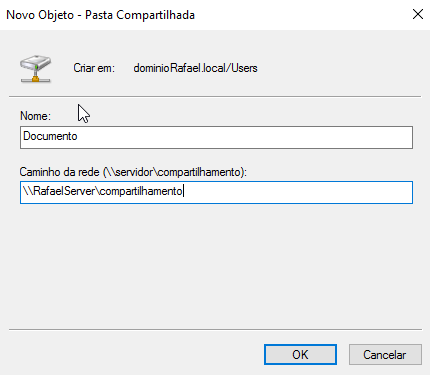 Novo Objeto - Pasta Compartilhada
Criar em: dominioRafael.local/Users
Nome:
Documento
Caminho da rede (\\servidor\compartilhamento):
\\RafaelServer\compartilhamento
OK Cancelar